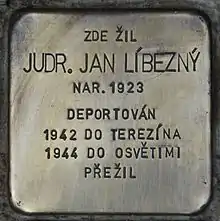 ZDE ŽIL
JUDR. JAN LÍBEZNÝ
NAR. 1923
DEPORTOVÁN
1942 DO TEREZÍNA
1944 DO OSVĚTIMI
PŘEŽIL